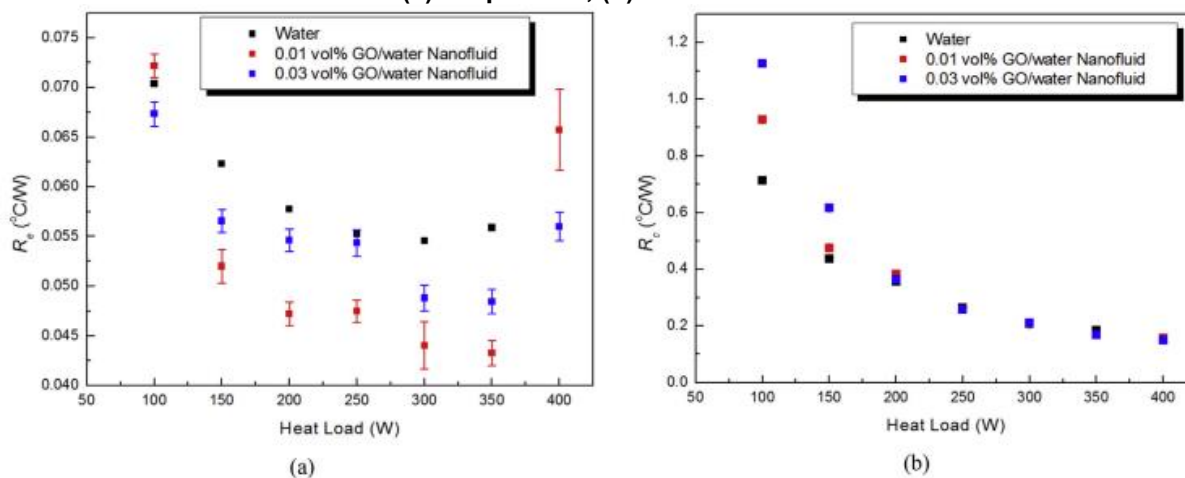 Water
0.01 vol% GO/water Nanofluid
0.03 vol% GO/water Nanofluid
0.075
0.070
0.065
0.060
0.055
0.050
0.045
0.040
Re (°C/W)
50 100 150 200 250 300 350 400
Heat Load (W)
(a)
Water
0.01 vol% GO/water Nanofluid
0.03 vol% GO/water Nanofluid
1.2
1.0
0.8
0.6
0.4
0.2
0.0
Rc (°C/W)
50 100 150 200 250 300 350 400
Heat Load (W)
(b)